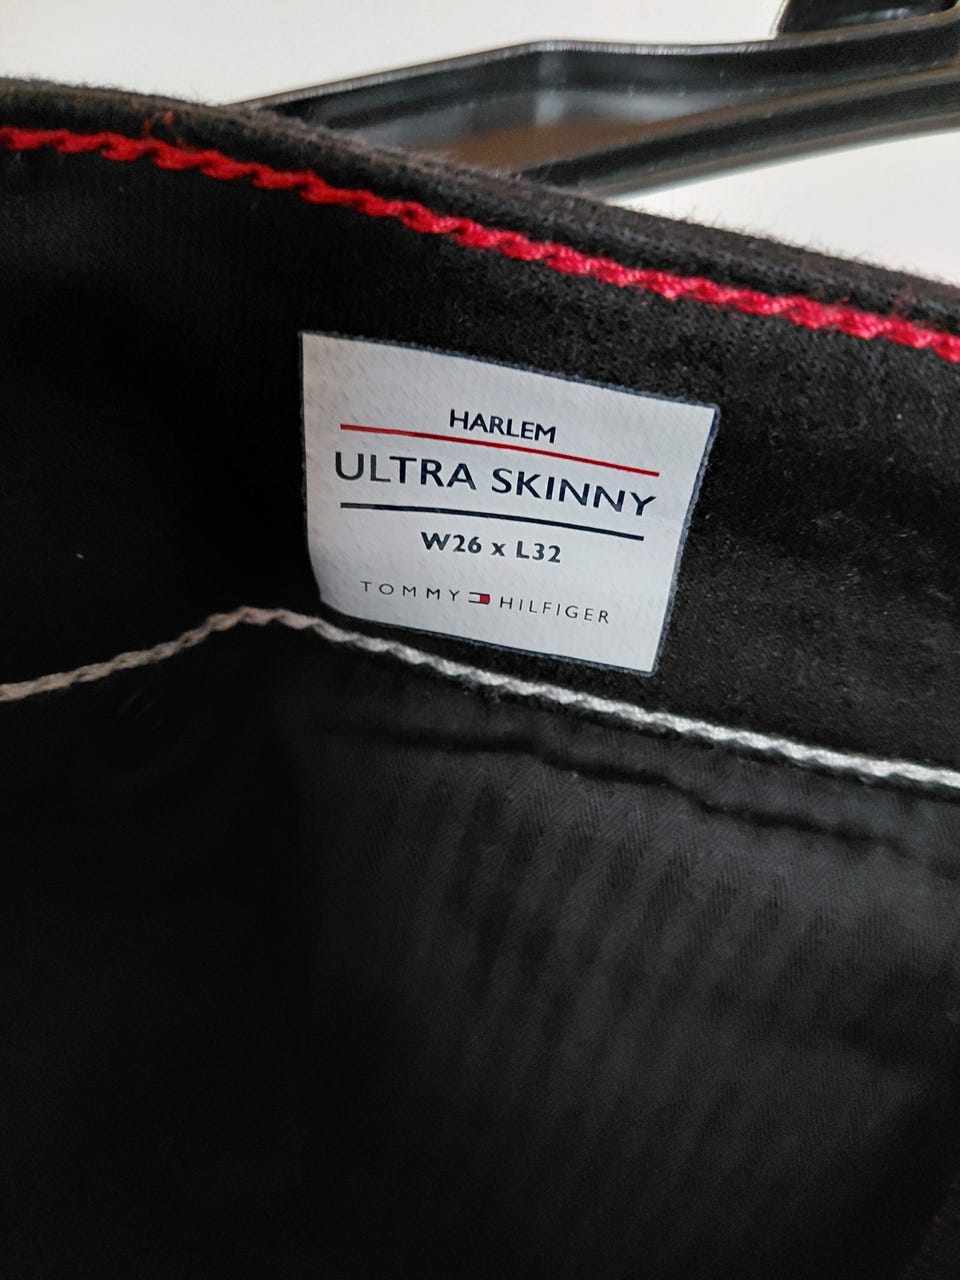 HARLEM
ULTRA SKINNY
W26 x L32
TOMMY HILFIGER